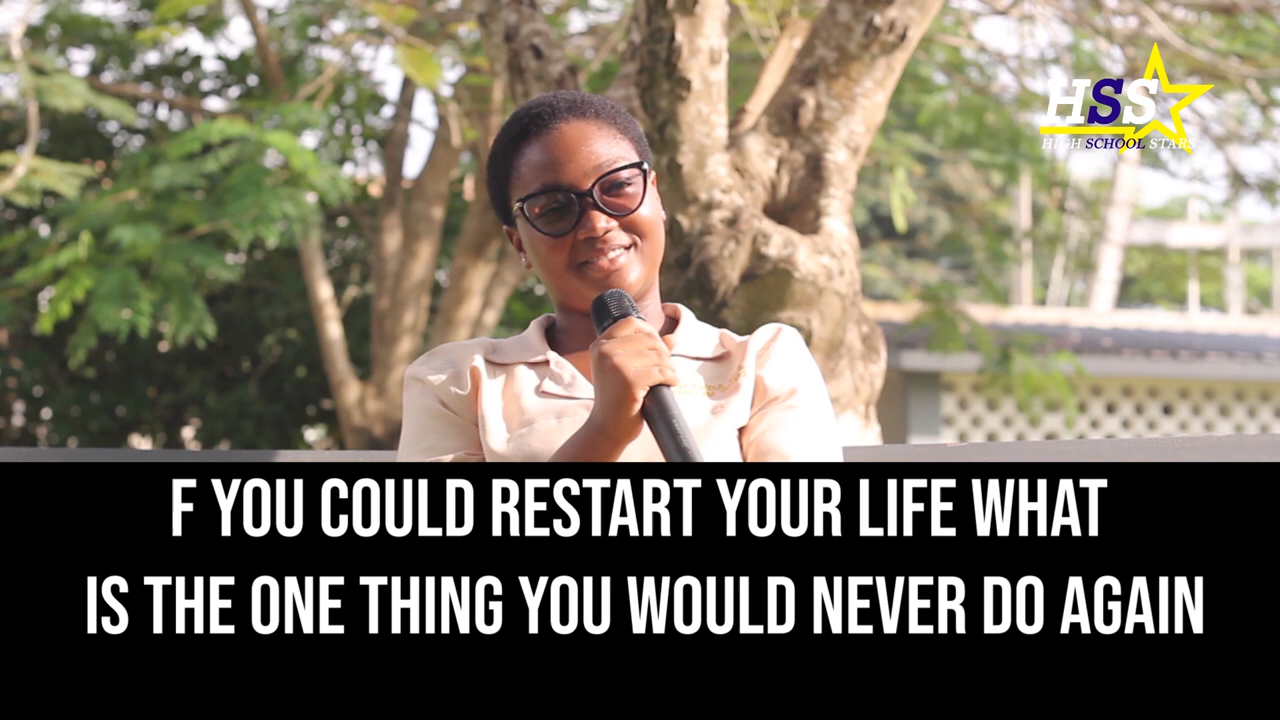 HSS
HIGH SCHOOL STARS
F YOU COULD RESTART YOUR LIFE WHAT
IS THE ONE THING YOU WOULD NEVER DO AGAIN